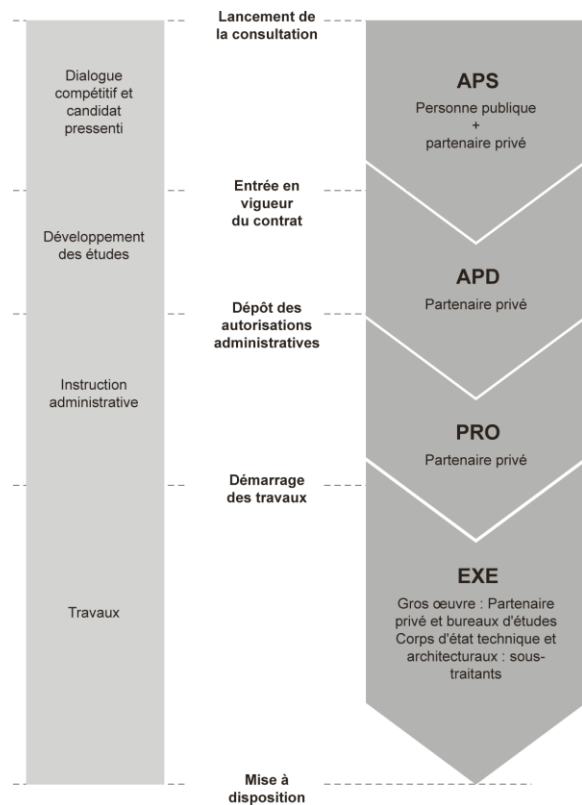 Lancement de
la consultation
Dialogue
compétitif et
candidat
pressenti
APS
Personne publique
+
partenaire privé
Entrée en
vigueur
du contrat
Développement
des études
APD
Partenaire privé
Dépôt des
autorisations
administratives
Instruction
administrative
PRO
Partenaire privé
Démarrage
des travaux
EXE
Gros œuvre : Partenaire
privé et bureaux d'études
Corps d'état technique et
architecturaux : sous-
traitants
Travaux
Mise à
disposition